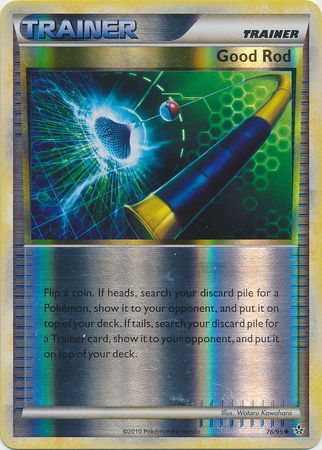 TRAINER TRAINER
Good Rod
Flip a coin. If heads, search your discard pile for a
Pokémon, show it to your opponent, and put it on
top of your deck. If tails, search your discard pile for
a Trainer card, show it to your opponent, and put it
on top of your deck.
Illus. Wataru Kawahara
©2010 Pokémon/Nintendo 76/95